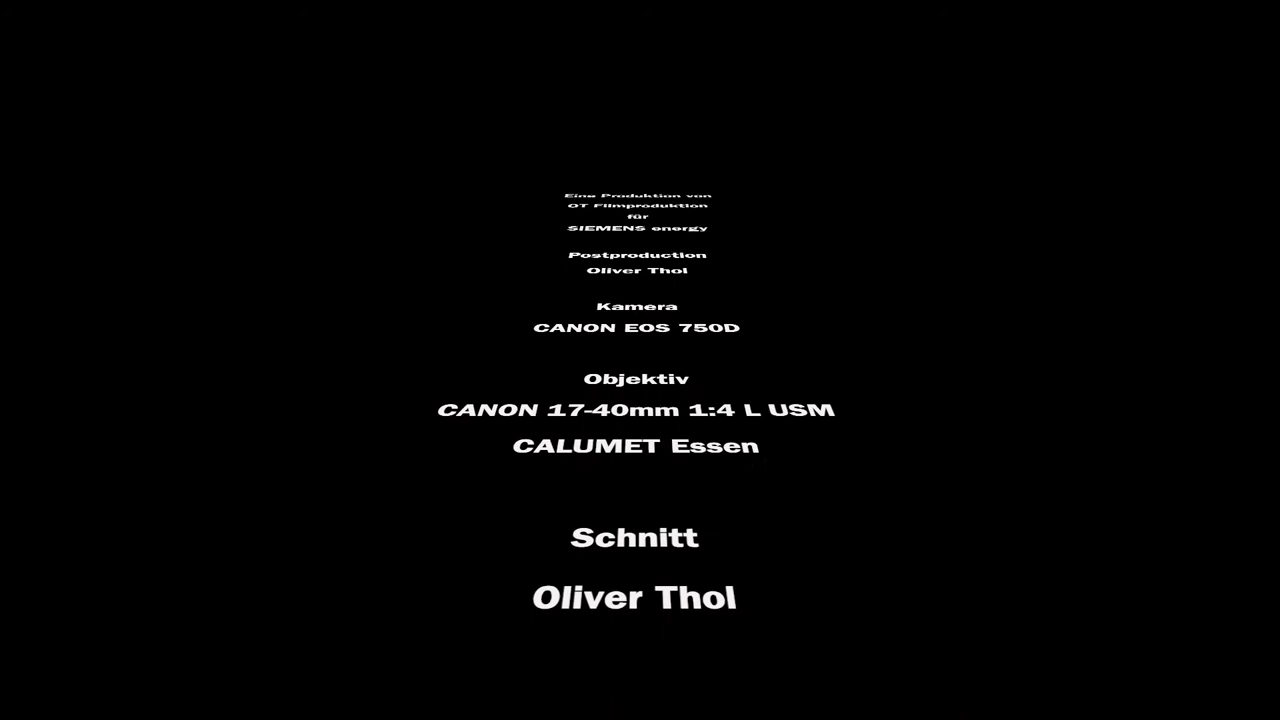 Eine Produktion von
OT Filmproduktion
für
SIEMENS energy
Postproduction
Oliver Thol
Kamera
CANON EOS 750D
Objektiv
CANON 17-40mm 1:4 L USM
CALUMET Essen
Schnitt
Oliver Thol